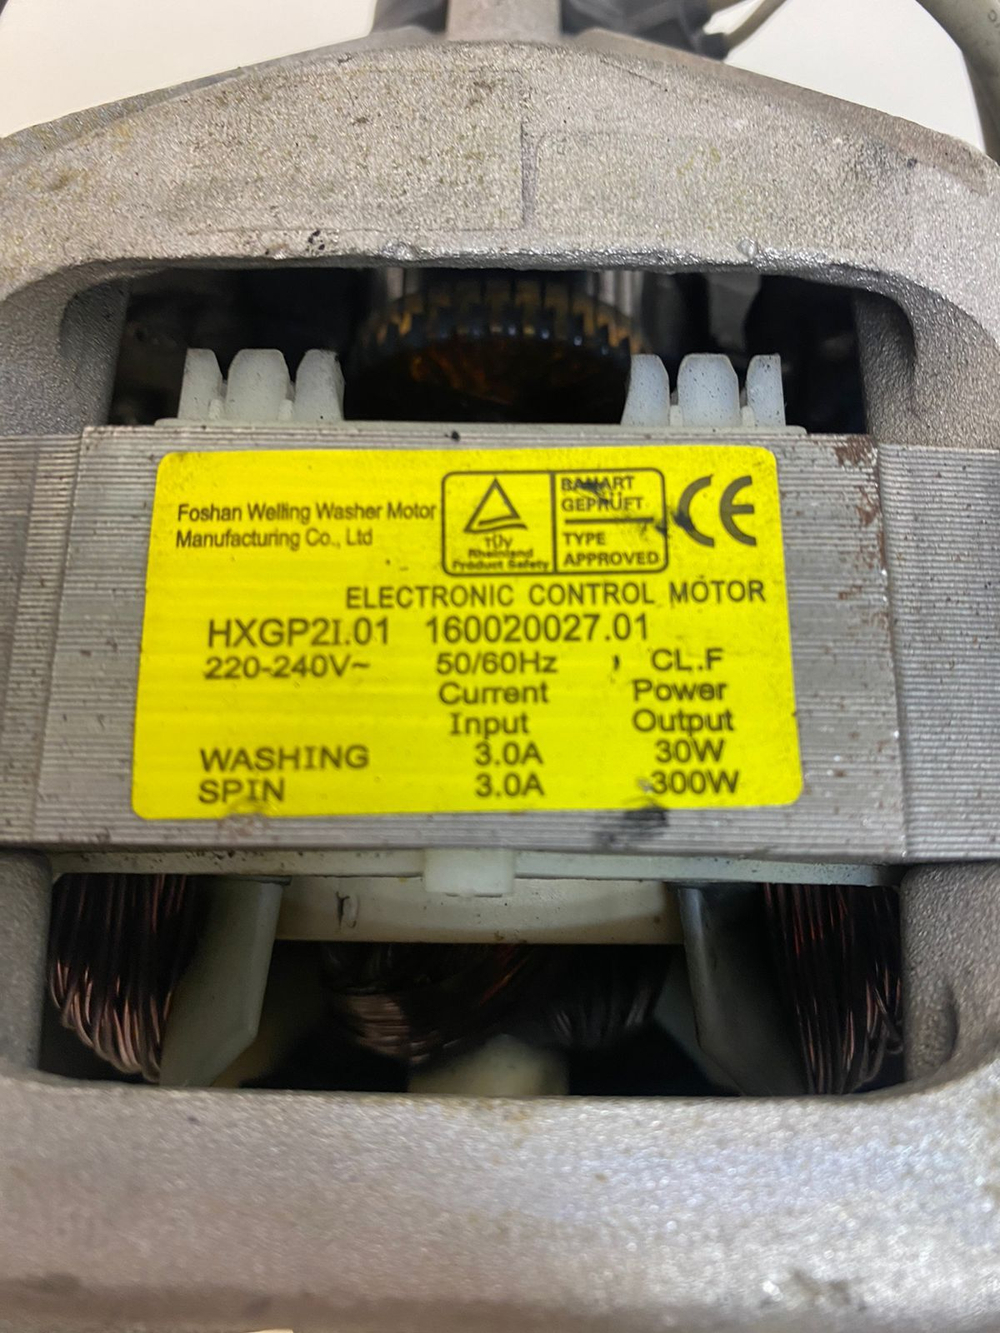 Foshan Welling Washer Motor
Manufacturing Co., Ltd
TÜV
Rheinland
Product Safety
BAUART
GEPRÜFT
TYPE
APPROVED
CE
ELECTRONIC CONTROL MOTOR
HXGP2I.01 160020027.01
220-240V~ 50/60Hz CL.F
Current Power
Input Output
WASHING 3.0A 30W
SPIN 3.0A 300W